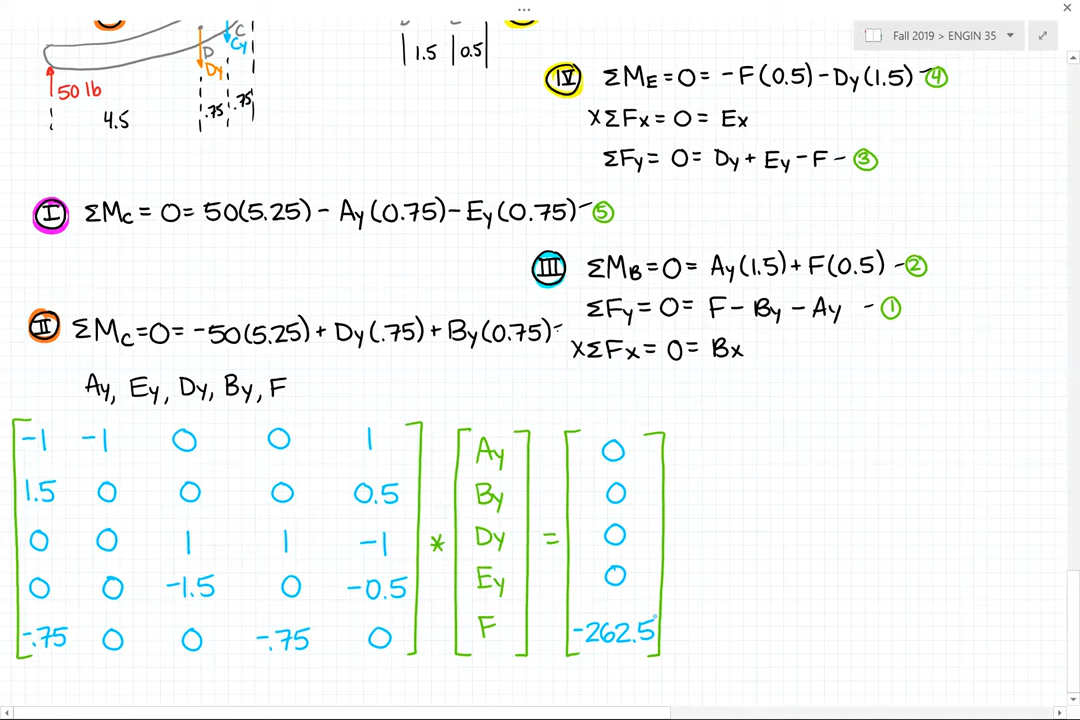 Fall 2019 > ENGIN 35
C
Cy
D
Dy
50 lb
4.5
.75
.75
1.5 0.5
IV ΣM_E = 0 = -F(0.5) - Dy(1.5) - 4
xΣFx = 0 = Ex
ΣFy = 0 = Dy + Ey - F - 3
I ΣMc = 0 = 50(5.25) - Ay(0.75) - Ey(0.75) - 5
III ΣM_B = 0 = Ay(1.5) + F(0.5) - 2
ΣFy = 0 = F - By - Ay - 1
xΣFx = 0 = Bx
II ΣMc = 0 = -50(5.25) + Dy(.75) + By(0.75) -
Ay, Ey, Dy, By, F
-1 -1 0 0 1 Ay 0
1.5 0 0 0 0.5 By 0
0 0 1 1 -1 * Dy = 0
0 0 -1.5 0 -0.5 Ey 0
-.75 0 0 -.75 0 F -262.5